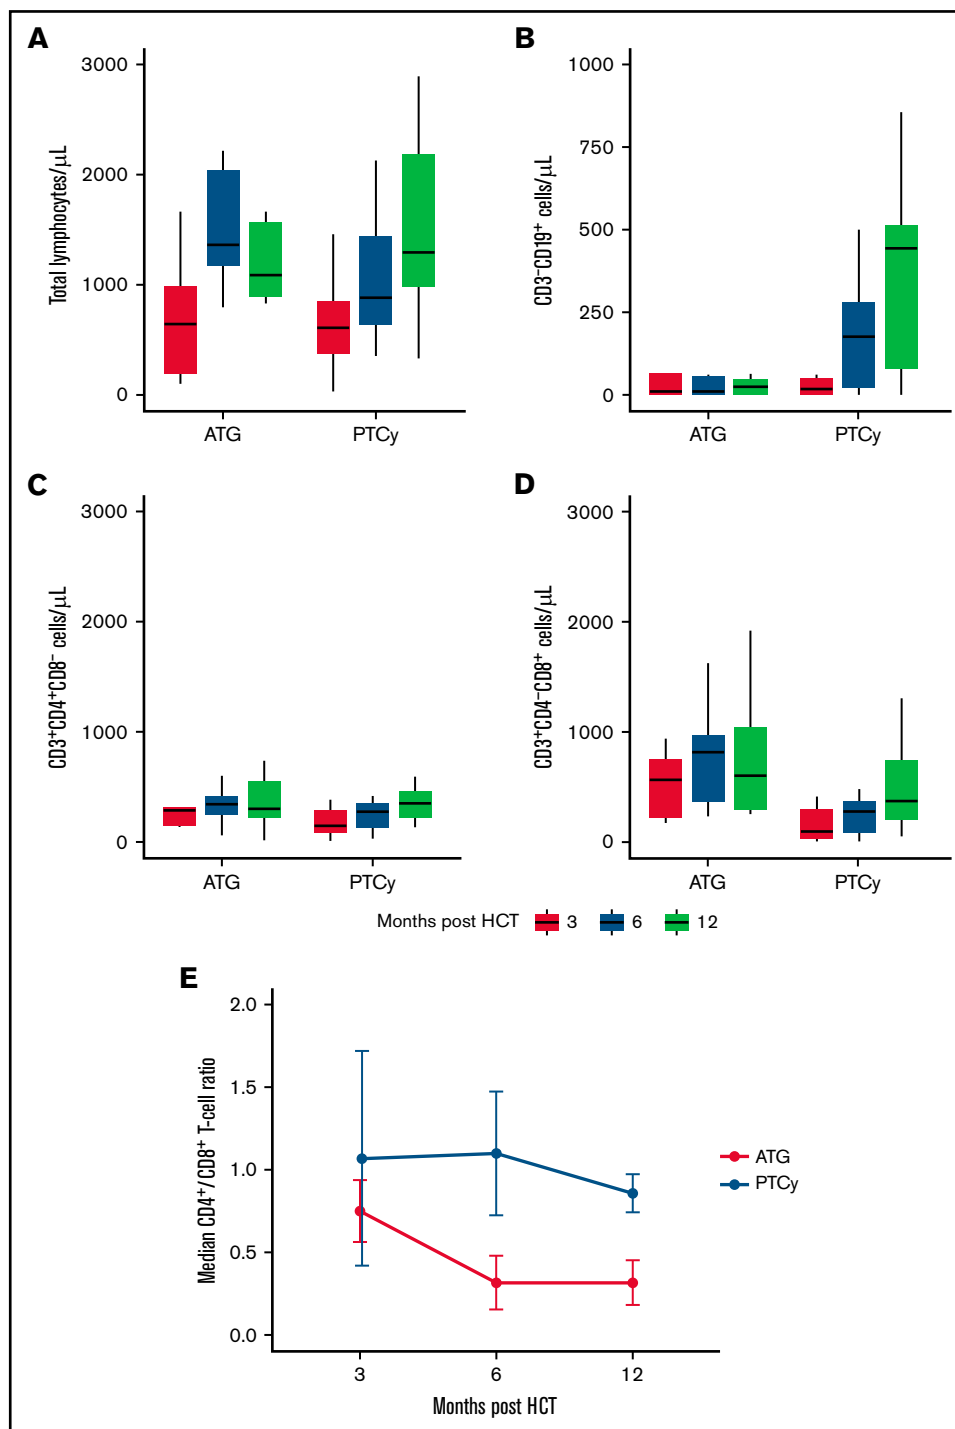 A
Total lymphocytes/μL
3000
2000
1000
0
ATG PTCy
B
CD3⁻CD19⁺ cells/μL
1000
750
500
250
0
ATG PTCy
C
CD3⁺CD4⁺CD8⁻ cells/μL
3000
2000
1000
0
ATG PTCy
D
CD3⁺CD4⁻CD8⁺ cells/μL
3000
2000
1000
0
ATG PTCy
Months post HCT 3 6 12
E
Median CD4⁺/CD8⁺ T-cell ratio
2.0
1.5
1.0
0.5
0.0
3 6 12
Months post HCT
ATG
PTCy